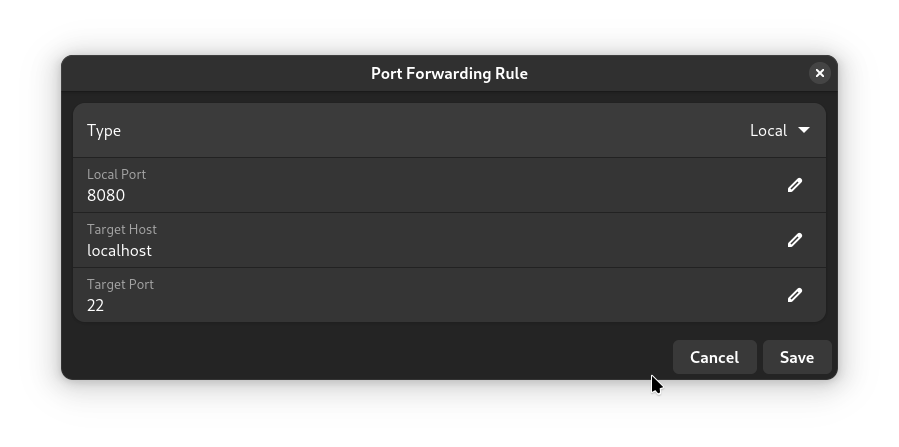 Port Forwarding Rule
Type
Local
Local Port
8080
Target Host
localhost
Target Port
22
Cancel
Save